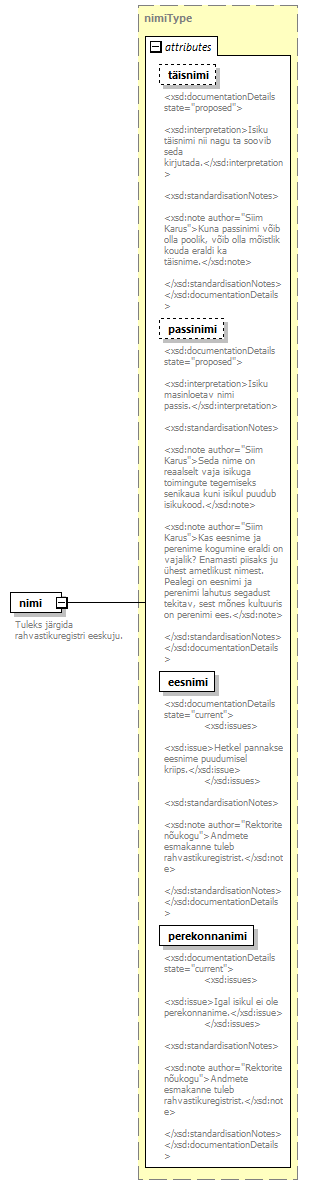 nimiType
attributes
täisnimi
<xsd:documentationDetails
state="proposed">
<xsd:interpretation>Isiku
täisnimi nii nagu ta soovib
seda
kirjutada.</xsd:interpretation
>
<xsd:standardisationNotes>
<xsd:note author="Siim
Karus">Kuna passinimi võib
olla poolik, võib olla mõistlik
kouda eraldi ka
täisnime.</xsd:note>
</xsd:standardisationNotes>
</xsd:documentationDetails
>
passinimi
<xsd:documentationDetails
state="proposed">
<xsd:interpretation>Isiku
masinloetav nimi
passis.</xsd:interpretation>
<xsd:standardisationNotes>
<xsd:note author="Siim
Karus">Seda nime on
reaalselt vaja isikuga
toimingute tegemiseks
senikaua kuni isikul puudub
isikukood.</xsd:note>
<xsd:note author="Siim
Karus">Kas eesnime ja
perenime kogumine eraldi on
vajalik? Enamasti piisaks ju
ühest ametlikust nimest.
Pealegi on eesnimi ja
perenimi lahutus segadust
tekitav, sest mõnes kultuuris
on perenimi ees.</xsd:note>
</xsd:standardisationNotes>
</xsd:documentationDetails
>
nimi
Tuleks järgida
rahvastikuregistri eeskuju.
eesnimi
<xsd:documentationDetails
state="current">
<xsd:issues>
<xsd:issue>Hetkel pannakse
eesnime puudumisel
kriips.</xsd:issue>
</xsd:issues>
<xsd:standardisationNotes>
<xsd:note author="Rektorite
nõukogu">Andmete
esmakanne tuleb
rahvastikuregistrist.</xsd:not
e>
</xsd:standardisationNotes>
</xsd:documentationDetails
>
perekonnanimi
<xsd:documentationDetails
state="current">
<xsd:issues>
<xsd:issue>Igal isikul ei ole
perekonnanime.</xsd:issue>
</xsd:issues>
<xsd:standardisationNotes>
<xsd:note author="Rektorite
nõukogu">Andmete
esmakanne tuleb
rahvastikuregistrist.</xsd:not
e>
</xsd:standardisationNotes>
</xsd:documentationDetails
>